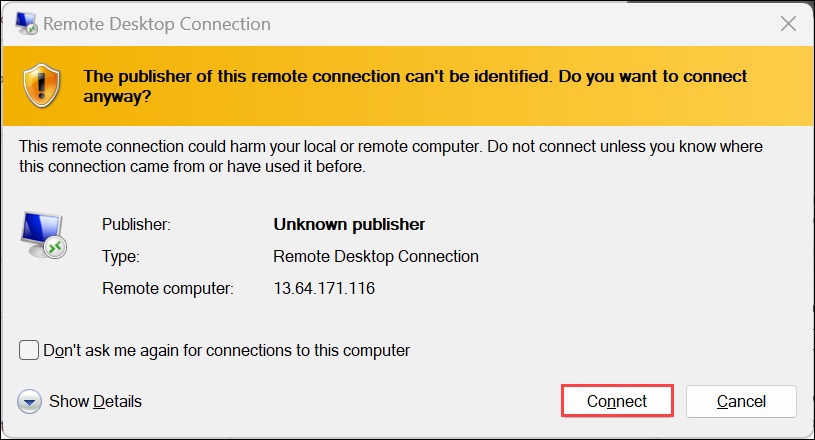 Remote Desktop Connection
The publisher of this remote connection can't be identified. Do you want to connect
anyway?
This remote connection could harm your local or remote computer. Do not connect unless you know where
this connection came from or have used it before.
Publisher: Unknown publisher
Type: Remote Desktop Connection
Remote computer: 13.64.171.116
Don't ask me again for connections to this computer
Show Details Connect Cancel